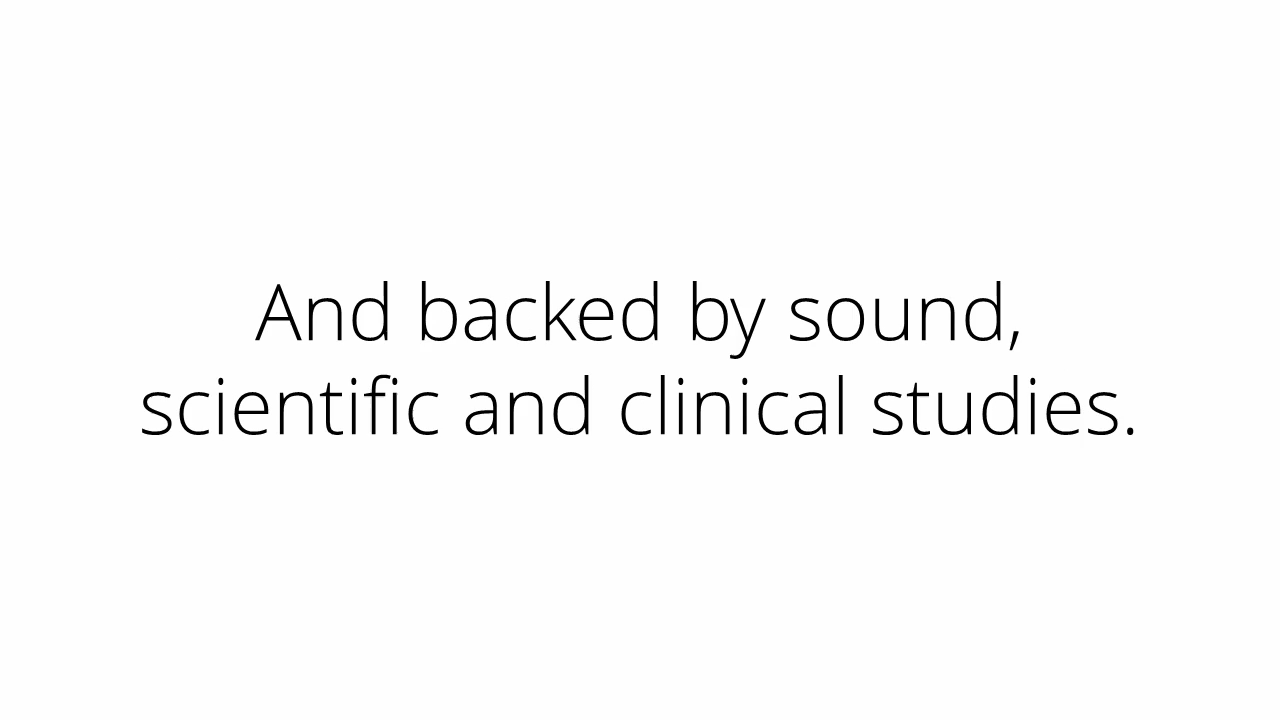 And backed by sound,
scientific and clinical studies.